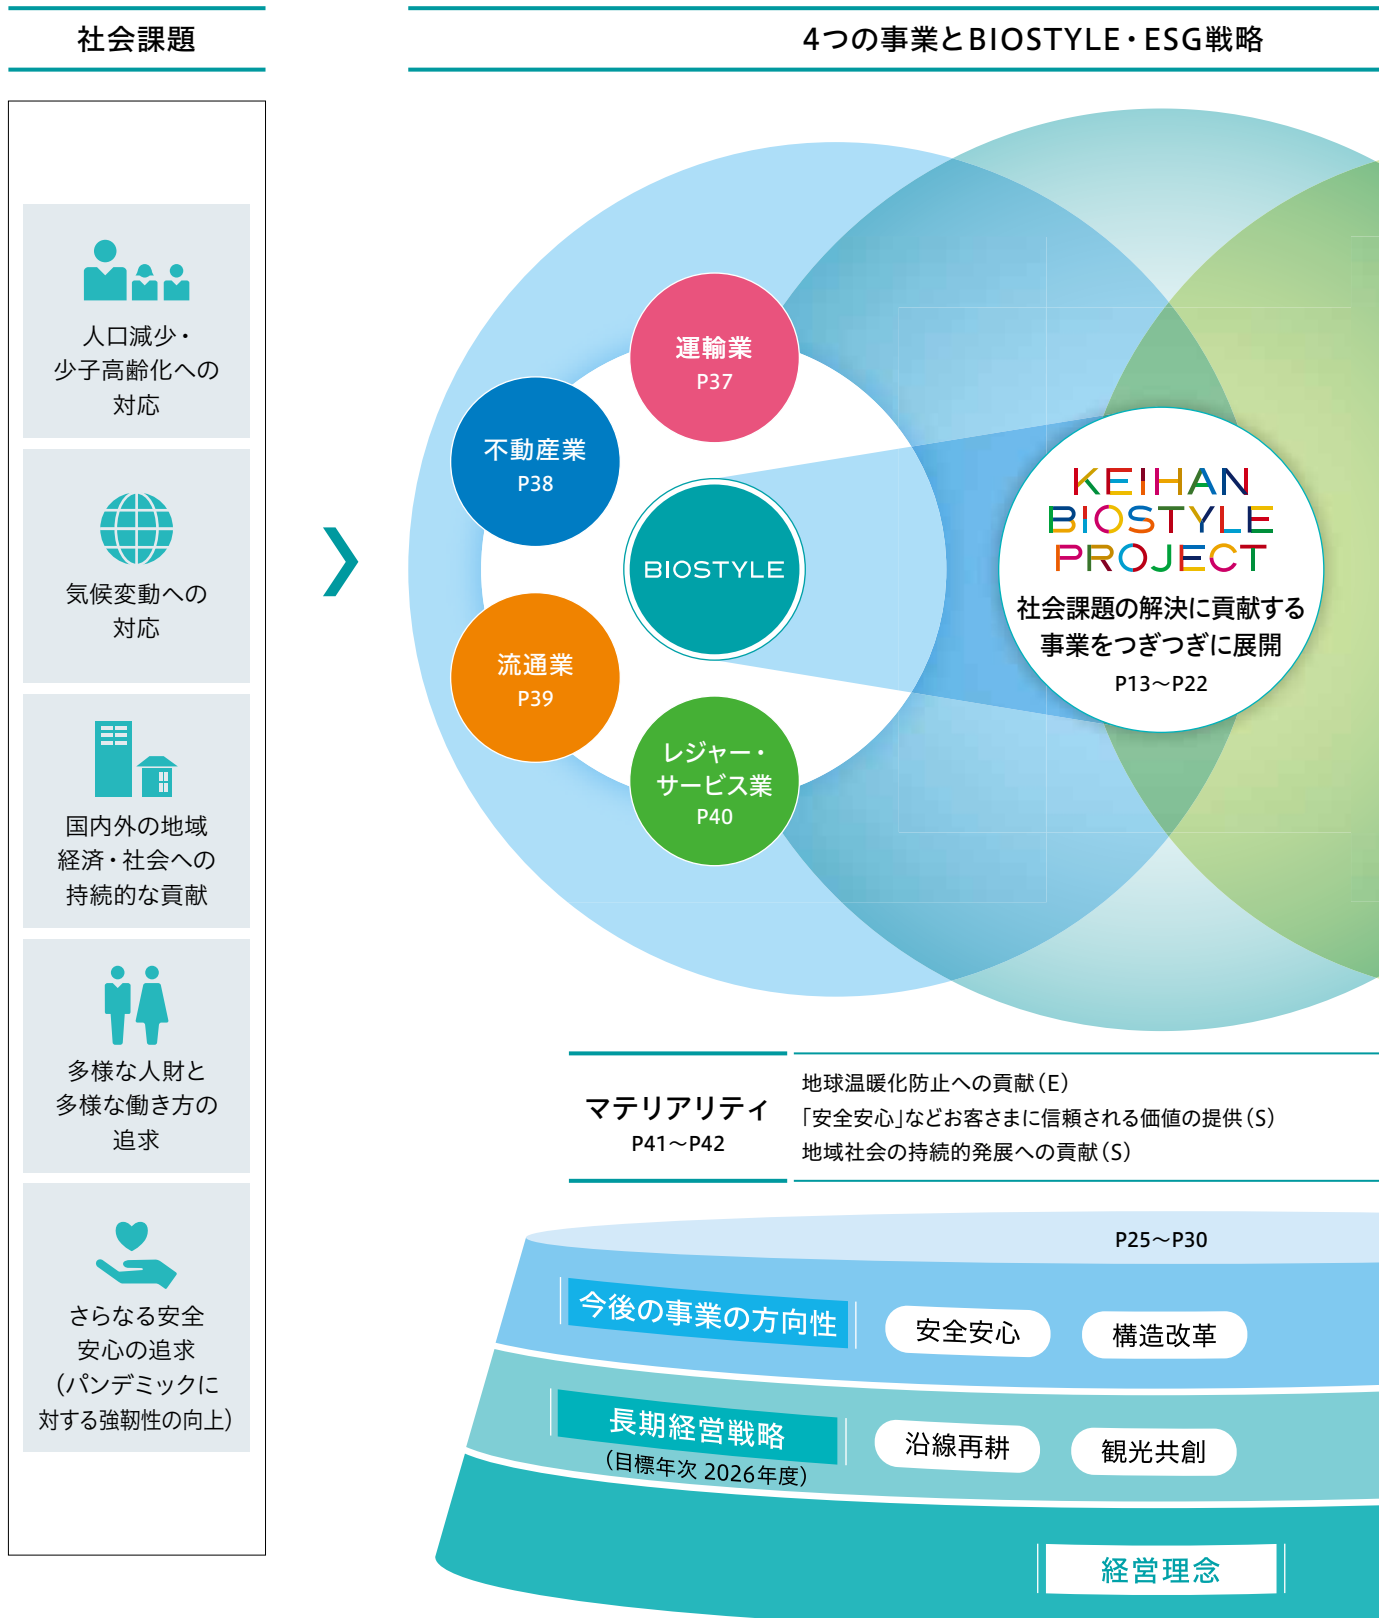 社会課題
人口減少・
少子高齢化への
対応
気候変動への
対応
国内外の地域
経済・社会への
持続的な貢献
多様な人財と
多様な働き方の
追求
さらなる安全
安心の追求
(パンデミックに
対する強靭性の向上)
4つの事業とBIOSTYLE・ESG戦略
運輸業
P37
不動産業
P38
BIOSTYLE
流通業
P39
レジャー・
サービス業
P40
KEIHAN
BIOSTYLE
PROJECT
社会課題の解決に貢献する
事業をつぎつぎに展開
P13〜P22
マテリアリティ
P41〜P42
地球温暖化防止への貢献(E)
「安全安心」などお客さまに信頼される価値の提供(S)
地域社会の持続的発展への貢献(S)
P25〜P30
今後の事業の方向性
安全安心
構造改革
長期経営戦略
(目標年次 2026年度)
沿線再耕
観光共創
経営理念